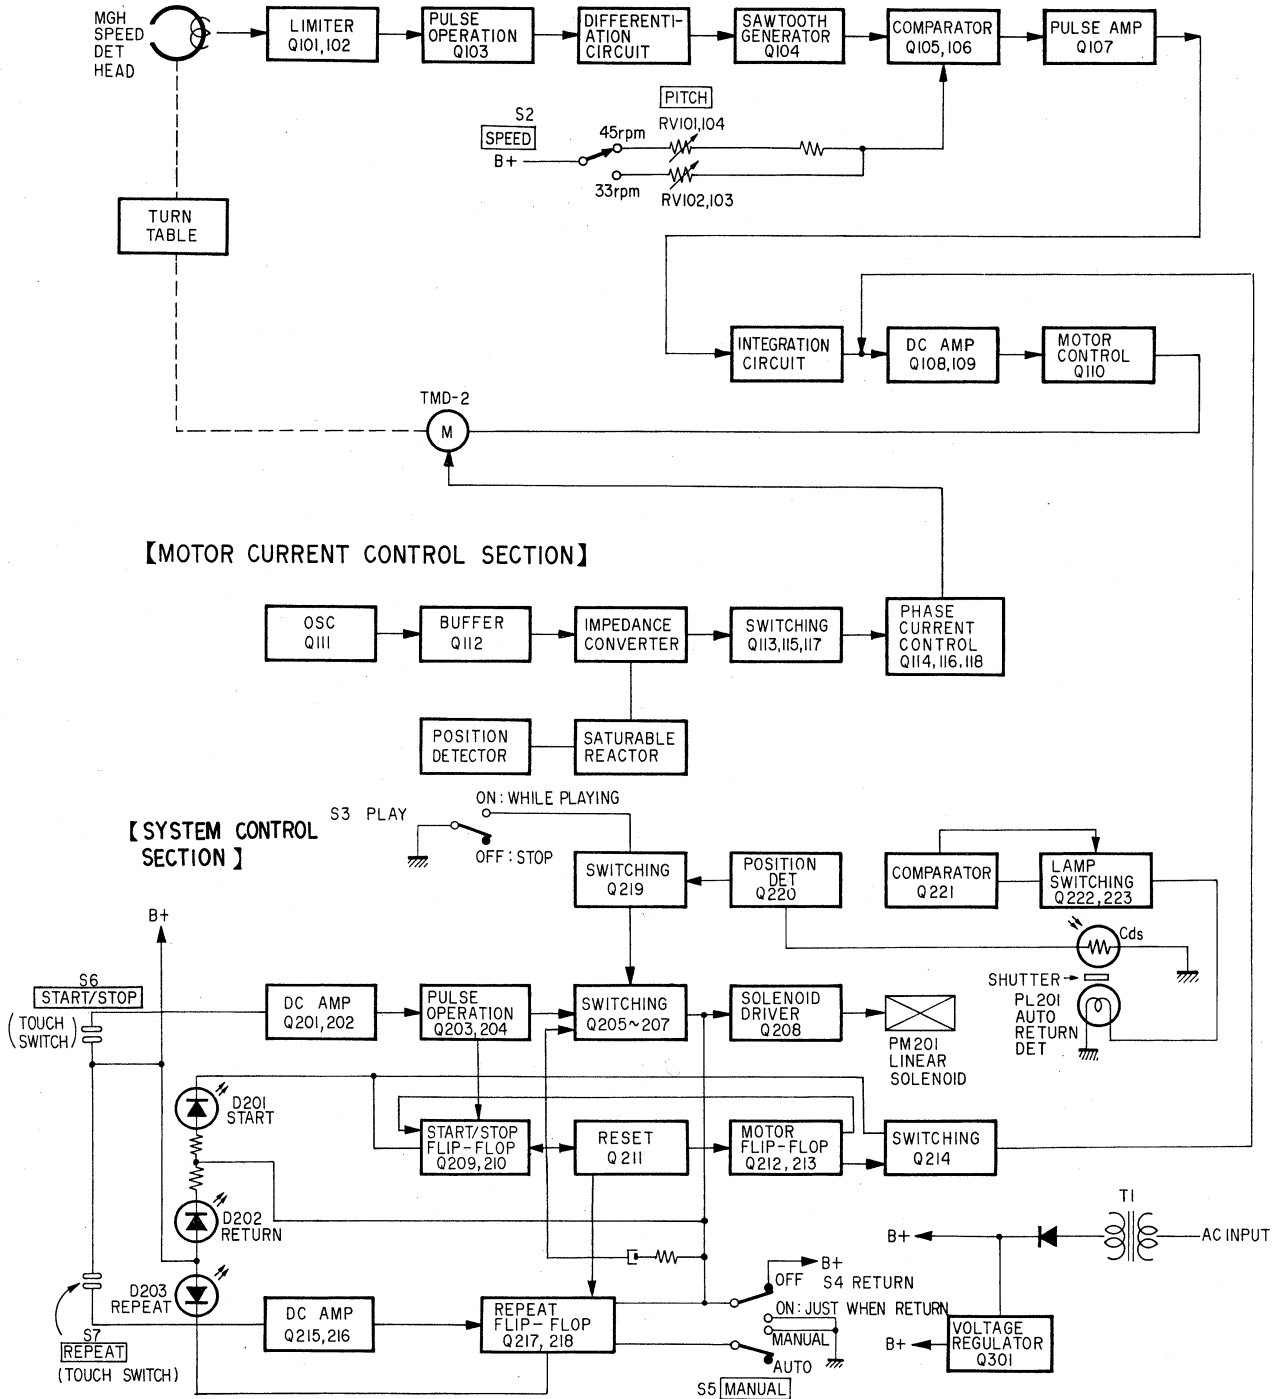 MGH
SPEED
DET
HEAD
LIMITER
Q101,102
PULSE
OPERATION
Q103
DIFFERENTI-
ATION
CIRCUIT
SAWTOOTH
GENERATOR
Q104
COMPARATOR
Q105,106
PULSE AMP
Q107
S2
SPEED
B+
45rpm
33rpm
PITCH
RV101,104
RV102,103
TURN
TABLE
INTEGRATION
CIRCUIT
DC AMP
Q108,109
MOTOR
CONTROL
Q110
TMD-2
M
【MOTOR CURRENT CONTROL SECTION】
OSC
Q111
BUFFER
Q112
IMPEDANCE
CONVERTER
SWITCHING
Q113,115,117
PHASE
CURRENT
CONTROL
Q114,116,118
POSITION
DETECTOR
SATURABLE
REACTOR
【SYSTEM CONTROL
SECTION】
S3 PLAY
ON:WHILE PLAYING
OFF:STOP
SWITCHING
Q219
POSITION
DET
Q220
COMPARATOR
Q221
LAMP
SWITCHING
Q222,223
Cds
SHUTTER
PL201
AUTO
RETURN
DET
B+
S6
START/STOP
(TOUCH
SWITCH)
DC AMP
Q201,202
PULSE
OPERATION
Q203,204
SWITCHING
Q205~207
SOLENOID
DRIVER
Q208
PM201
LINEAR
SOLENOID
D201
START
START/STOP
FLIP-FLOP
Q209,210
RESET
Q211
MOTOR
FLIP-FLOP
Q212,213
SWITCHING
Q214
D202
RETURN
D203
REPEAT
S7
REPEAT
(TOUCH SWITCH)
DC AMP
Q215,216
REPEAT
FLIP-FLOP
Q217,218
B+
OFF S4 RETURN
ON:JUST WHEN RETURN
MANUAL
AUTO
S5 MANUAL
T1
AC INPUT
B+
B+
VOLTAGE
REGULATOR
Q301